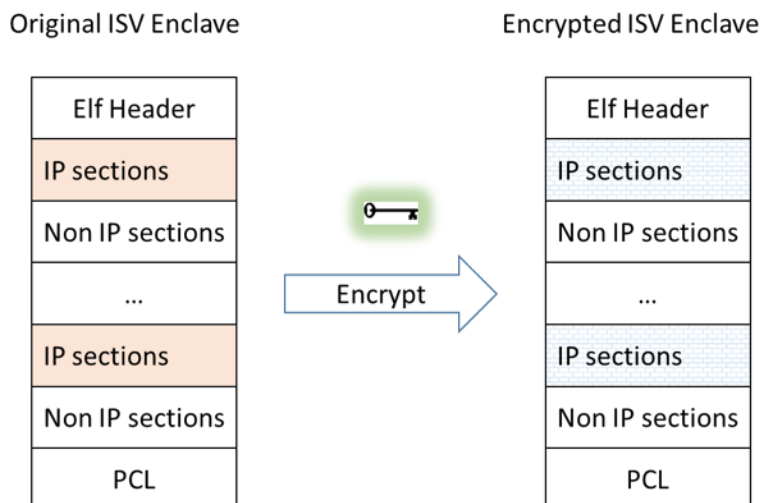 Original ISV Enclave
Elf Header
IP sections
Non IP sections
...
IP sections
Non IP sections
PCL
Encrypt
Encrypted ISV Enclave
Elf Header
IP sections
Non IP sections
...
IP sections
Non IP sections
PCL